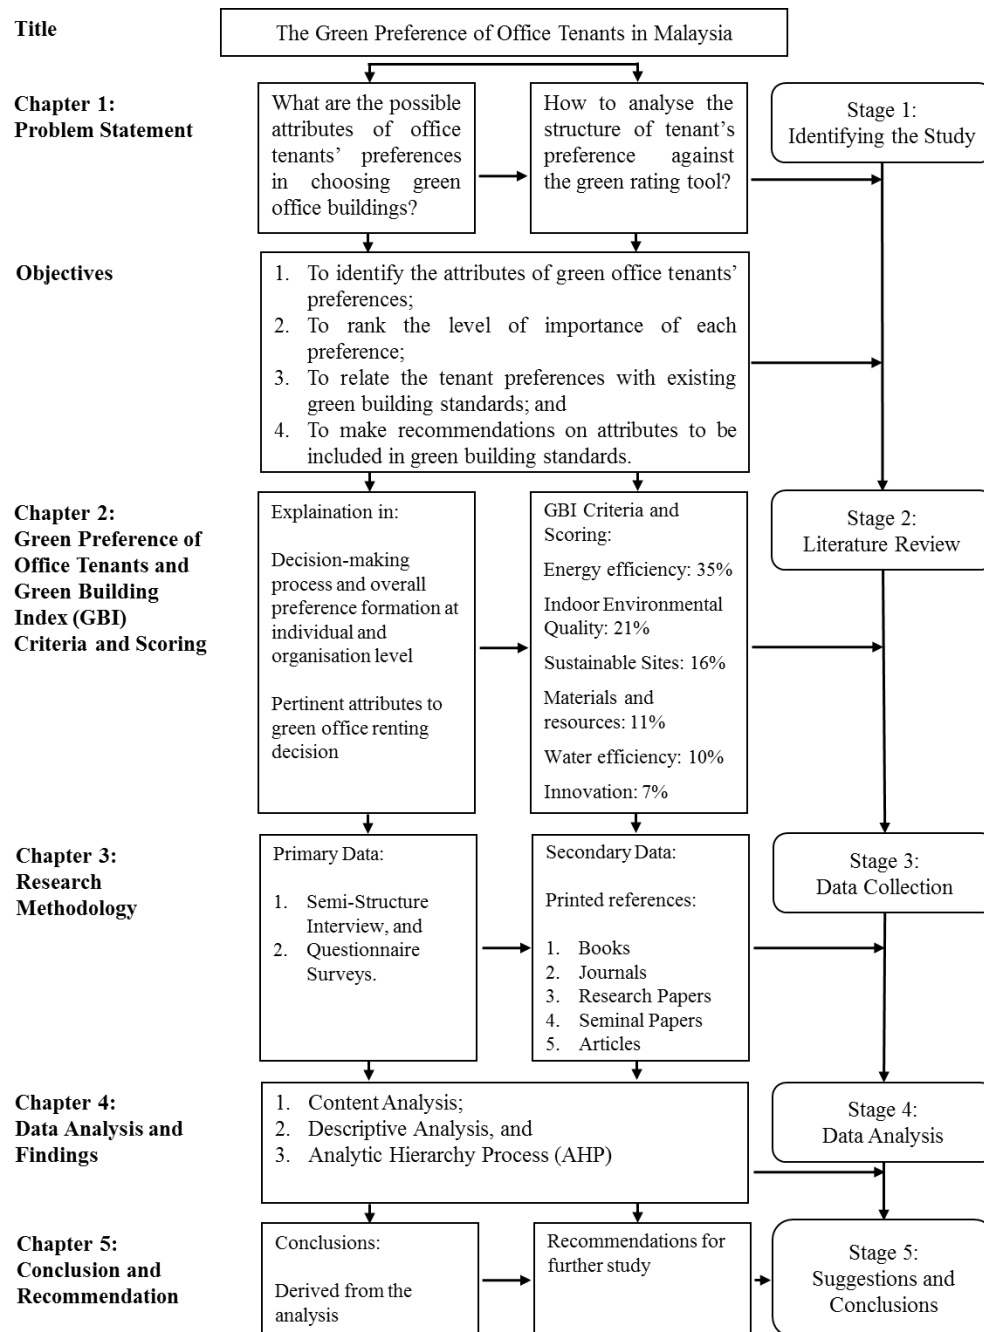 Title
The Green Preference of Office Tenants in Malaysia
Chapter 1:
Problem Statement
What are the possible
attributes of office
tenants' preferences
in choosing green
office buildings?
How to analyse the
structure of tenant's
preference against
the green rating tool?
Stage 1:
Identifying the Study
Objectives
1. To identify the attributes of green office tenants'
preferences;
2. To rank the level of importance of each
preference;
3. To relate the tenant preferences with existing
green building standards; and
4. To make recommendations on attributes to be
included in green building standards.
Chapter 2:
Green Preference of
Office Tenants and
Green Building
Index (GBI)
Criteria and Scoring
Explaination in:
Decision-making
process and overall
preference formation at
individual and
organisation level
Pertinent attributes to
green office renting
decision
GBI Criteria and
Scoring:
Energy efficiency: 35%
Indoor Environmental
Quality: 21%
Sustainable Sites: 16%
Materials and
resources: 11%
Water efficiency: 10%
Innovation: 7%
Stage 2:
Literature Review
Chapter 3:
Research
Methodology
Primary Data:
1. Semi-Structure
Interview, and
2. Questionnaire
Surveys.
Secondary Data:
Printed references:
1. Books
2. Journals
3. Research Papers
4. Seminal Papers
5. Articles
Stage 3:
Data Collection
Chapter 4:
Data Analysis and
Findings
1. Content Analysis;
2. Descriptive Analysis, and
3. Analytic Hierarchy Process (AHP)
Stage 4:
Data Analysis
Chapter 5:
Conclusion and
Recommendation
Conclusions:
Derived from the
analysis
Recommendations for
further study
Stage 5:
Suggestions and
Conclusions